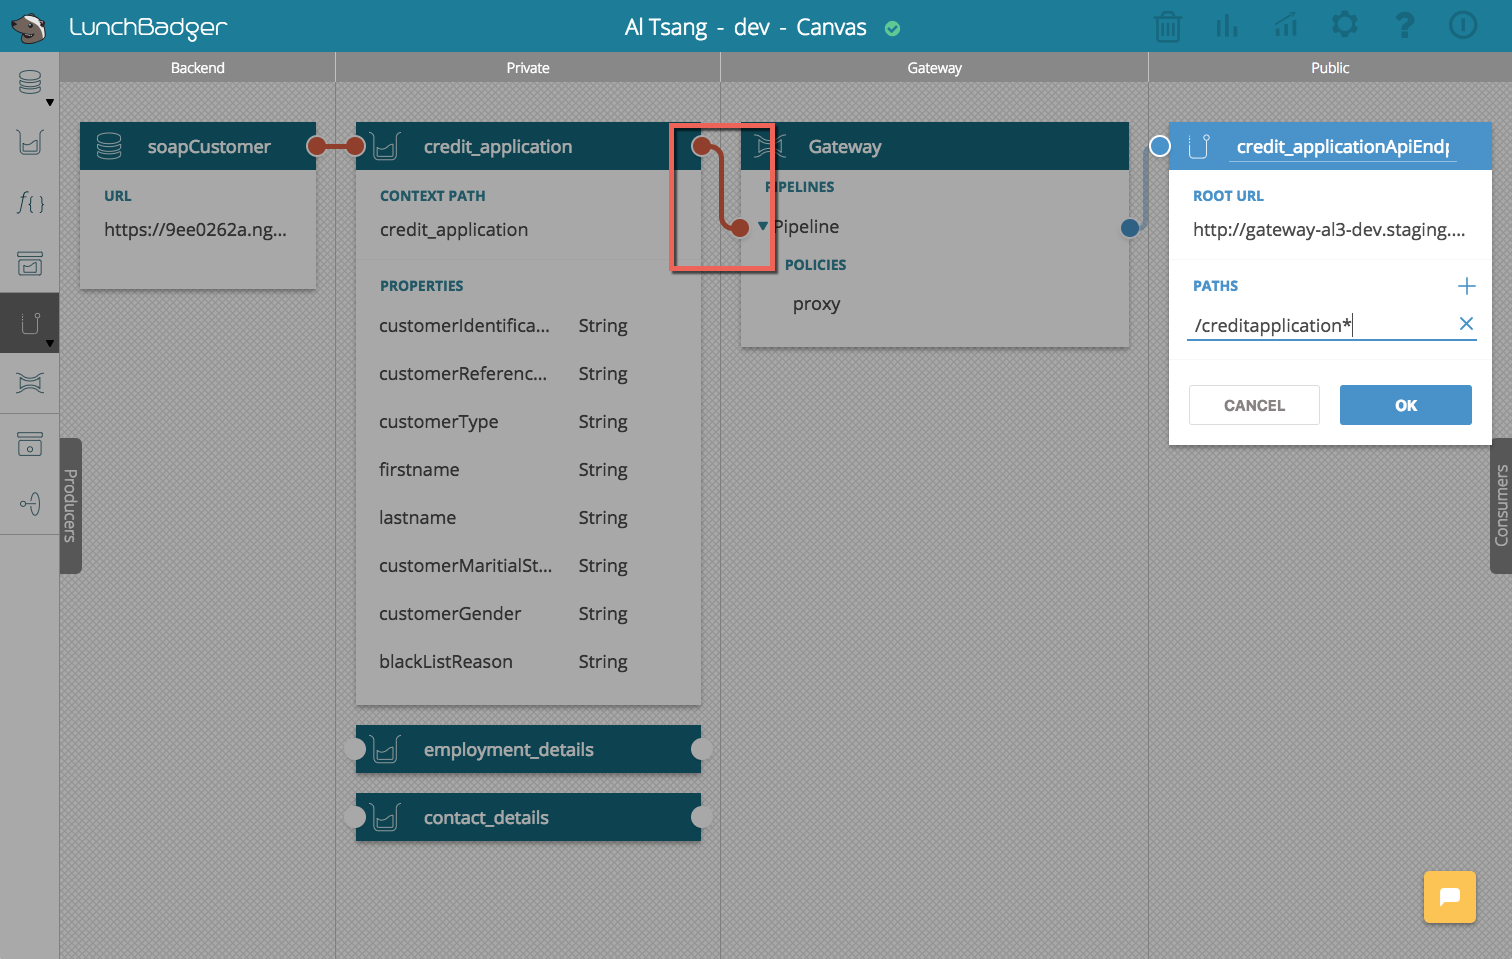 LunchBadger
Al Tsang - dev - Canvas
Backend
Private
Gateway
Public
soapCustomer
URL
https://9ee0262a.ng...
credit_application
CONTEXT PATH
credit_application
PROPERTIES
customerIdentifica... String
customerReferenc... String
customerType String
firstname String
lastname String
customerMaritialSt... String
customerGender String
blackListReason String
employment_details
contact_details
Gateway
PIPELINES
Pipeline
POLICIES
proxy
credit_applicationApiEndp
ROOT URL
http://gateway-al3-dev.staging....
PATHS
/creditapplication*
CANCEL
OK
Producers
Consumers
f{}
?